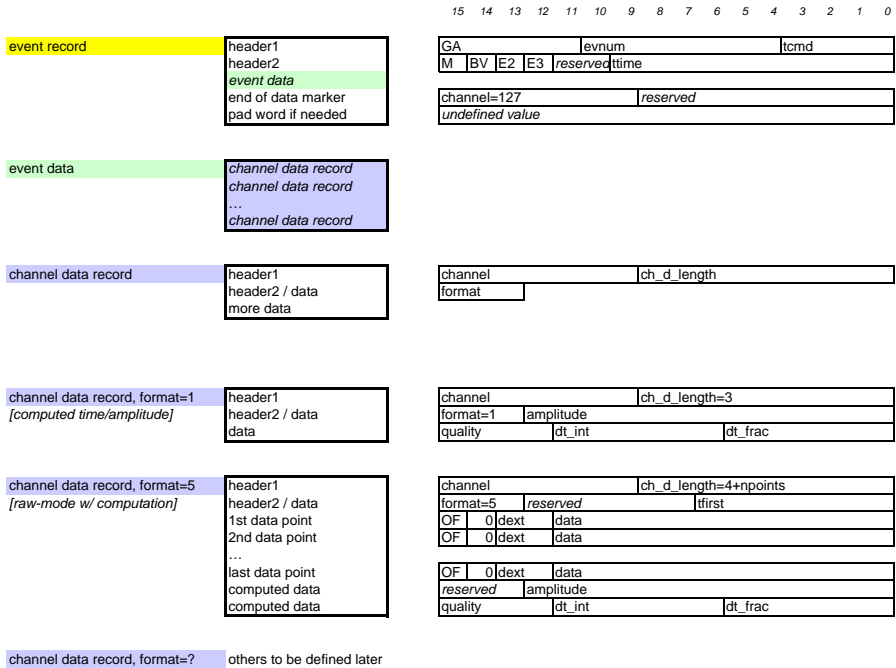 15 14 13 12 11 10 9 8 7 6 5 4 3 2 1 0
event record header1 GA evnum tcmd
header2 M BV E2 E3 reserved ttime
event data
end of data marker channel=127 reserved
pad word if needed undefined value
event data channel data record
channel data record
…
channel data record
channel data record header1 channel ch_d_length
header2 / data format
more data
channel data record, format=1 header1 channel ch_d_length=3
[computed time/amplitude] header2 / data format=1 amplitude
data quality dt_int dt_frac
channel data record, format=5 header1 channel ch_d_length=4+npoints
[raw-mode w/ computation] header2 / data format=5 reserved tfirst
1st data point OF 0 dext data
2nd data point OF 0 dext data
…
last data point OF 0 dext data
computed data reserved amplitude
computed data quality dt_int dt_frac
channel data record, format=? others to be defined later